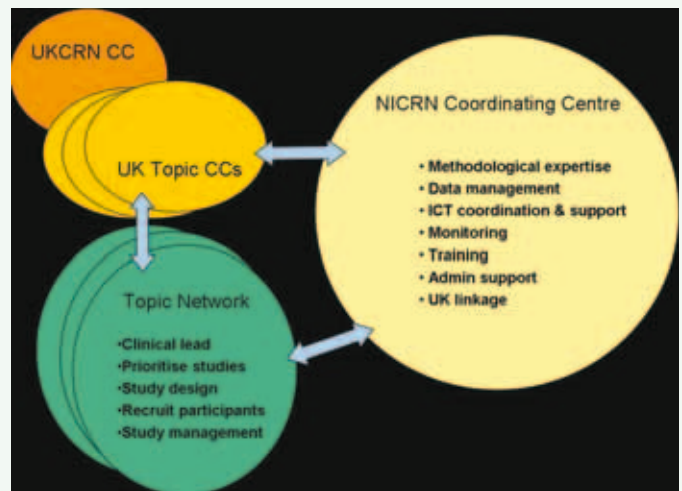 UKCRN CC
UK Topic CCs
NICRN Coordinating Centre
• Methodological expertise
• Data management
• ICT coordination & support
• Monitoring
• Training
• Admin support
• UK linkage
Topic Network
•Clinical lead
•Prioritise studies
•Study design
•Recruit participants
•Study management